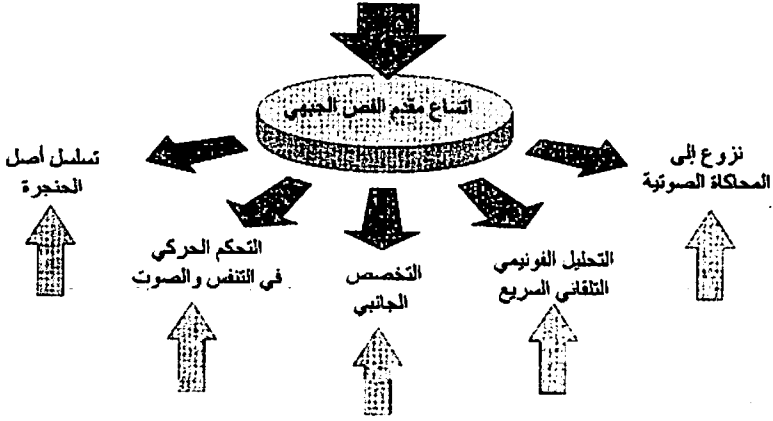 اتساع مقدم الفص الجبهي
نزوع إلى
المحاكاة الصوتية
التحليل الفونيمي
التلقائي السريع
التخصص
الجانبي
التحكم الحركي
في التنفس والصوت
تسلسل أصل
الحنجرة